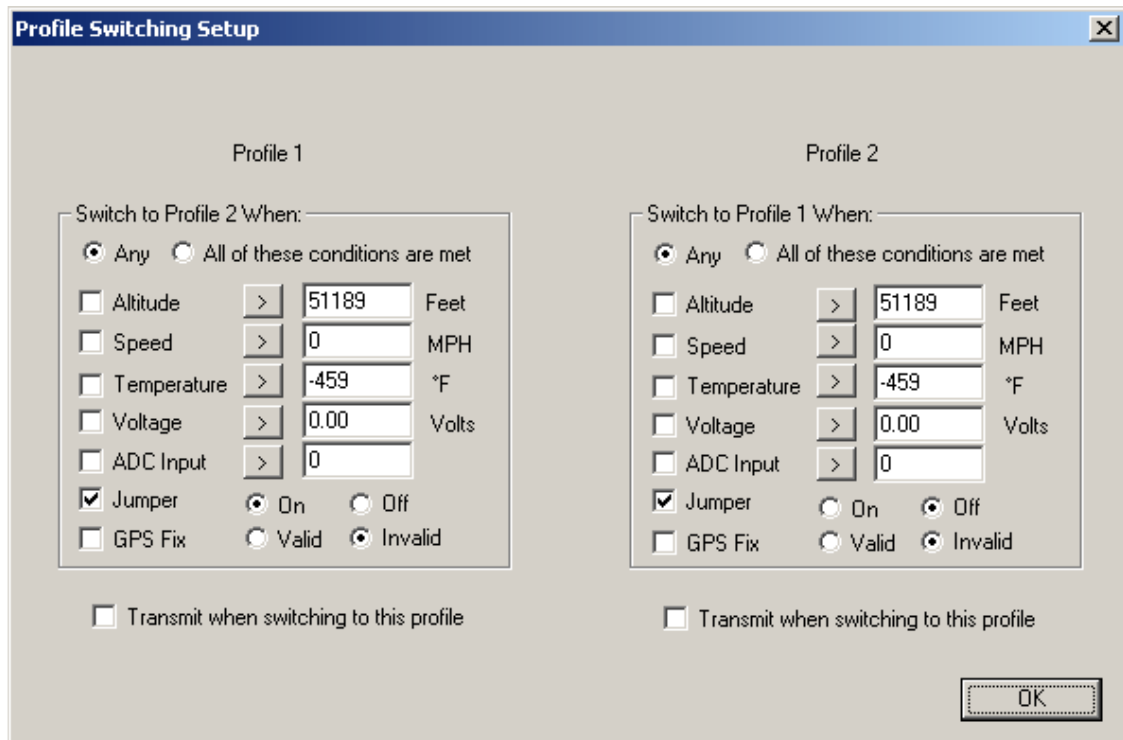 Profile Switching Setup
Profile 1
Switch to Profile 2 When:
Any All of these conditions are met
Altitude > 51189 Feet
Speed > 0 MPH
Temperature > -459 °F
Voltage > 0.00 Volts
ADC Input > 0
Jumper On Off
GPS Fix Valid Invalid
Transmit when switching to this profile
Profile 2
Switch to Profile 1 When:
Any All of these conditions are met
Altitude > 51189 Feet
Speed > 0 MPH
Temperature > -459 °F
Voltage > 0.00 Volts
ADC Input > 0
Jumper On Off
GPS Fix Valid Invalid
Transmit when switching to this profile
OK